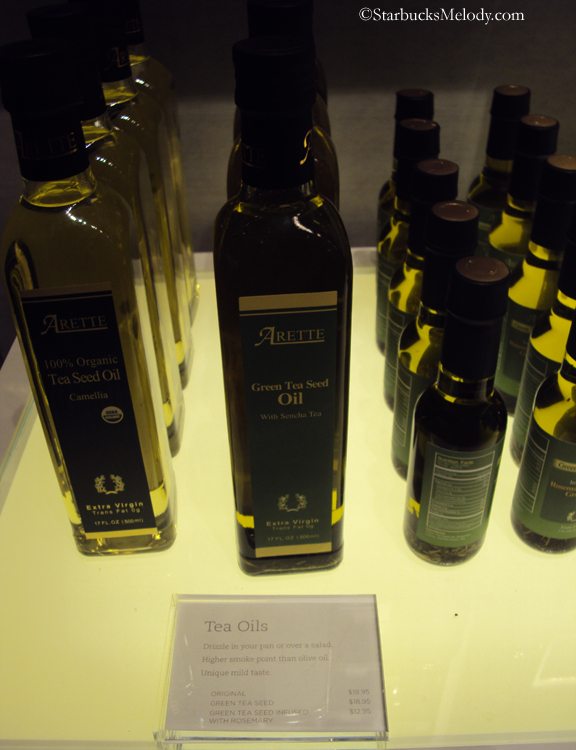 ©StarbucksMelody.com
ARETTE
100% Organic
Tea Seed Oil
Camellia
USDA
ORGANIC
Extra Virgin
Trans Fat 0g
17 FL OZ (500ml)
ARETTE
Green Tea Seed
Oil
With Sencha Tea
Extra Virgin
Trans Fat 0g
17 FL OZ (500ml)
Tea Oils
Drizzle in your pan or over a salad.
Higher smoke point than olive oil.
Unique mild taste.
ORIGINAL $19.95
GREEN TEA SEED $18.95
GREEN TEA SEED INFUSED $12.95
WITH ROSEMARY